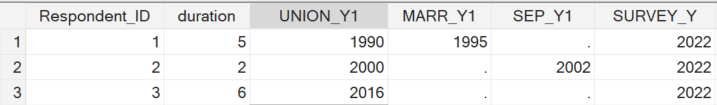 Respondent_ID duration UNION_Y1 MARR_Y1 SEP_Y1 SURVEY_Y
1 1 5 1990 1995 . 2022
2 2 2 2000 . 2002 2022
3 3 6 2016 . . 2022